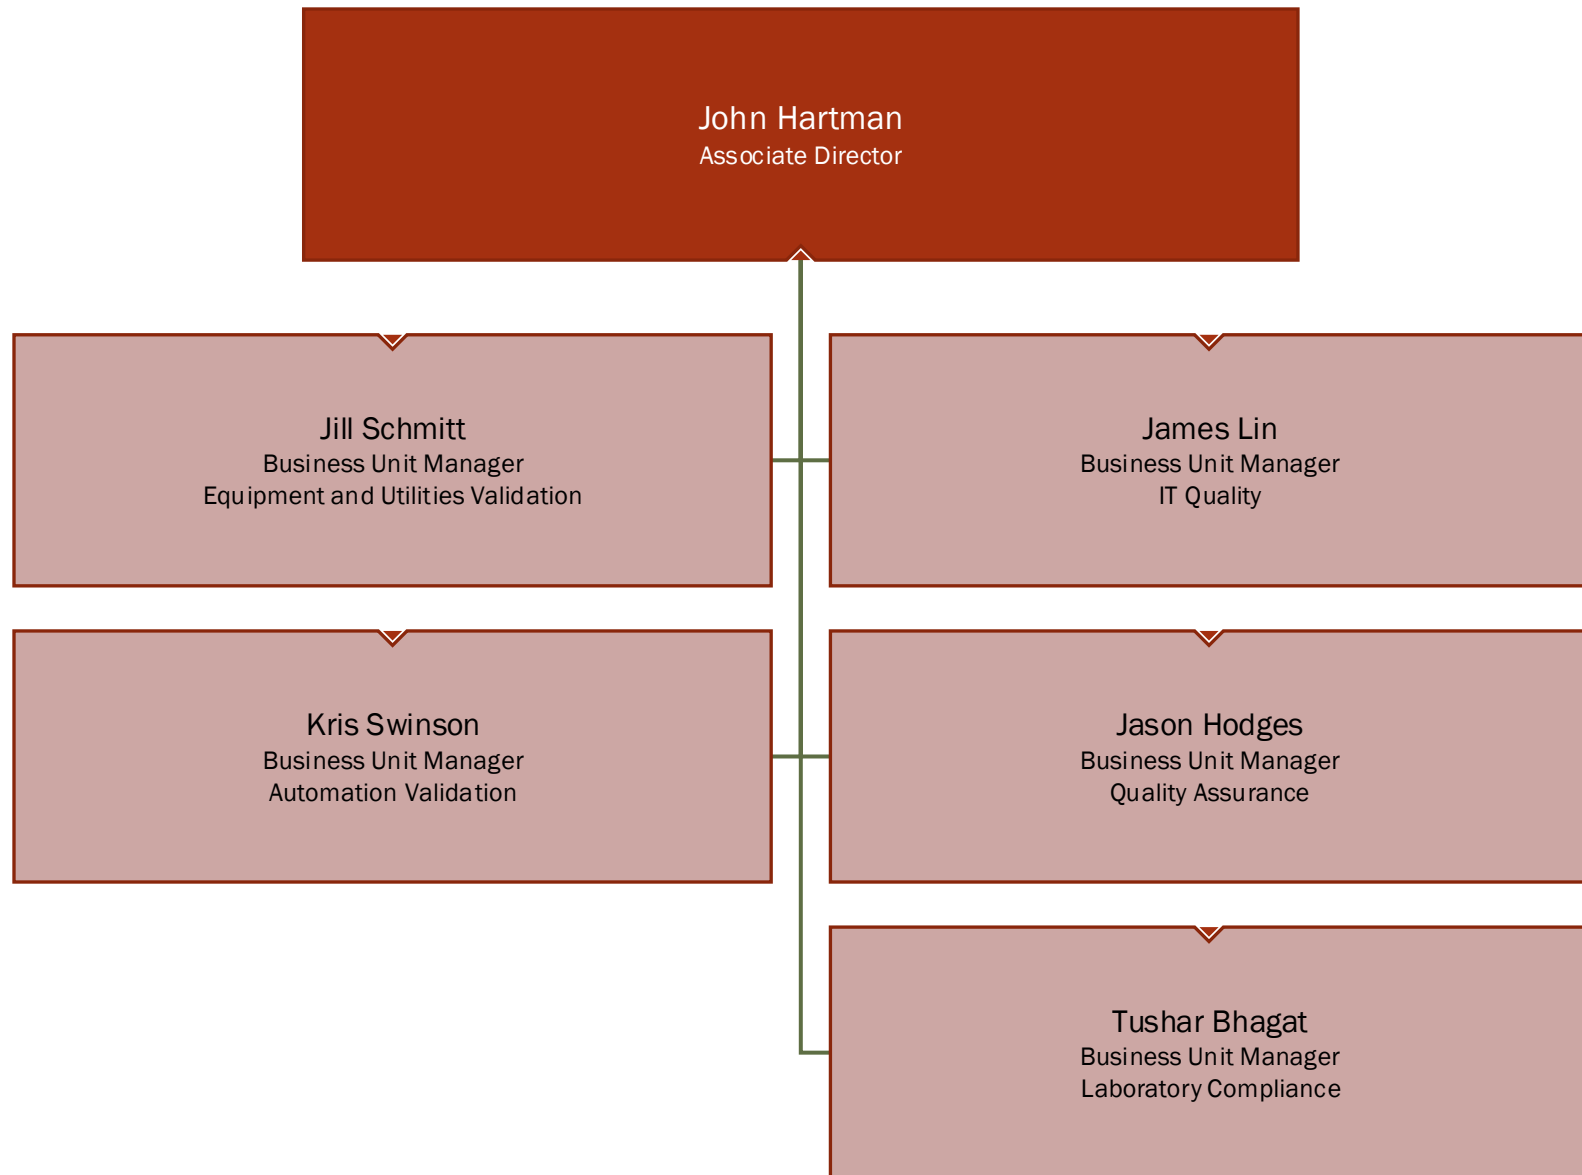 John Hartman
Associate Director
Jill Schmitt
Business Unit Manager
Equipment and Utilities Validation
James Lin
Business Unit Manager
IT Quality
Kris Swinson
Business Unit Manager
Automation Validation
Jason Hodges
Business Unit Manager
Quality Assurance
Tushar Bhagat
Business Unit Manager
Laboratory Compliance